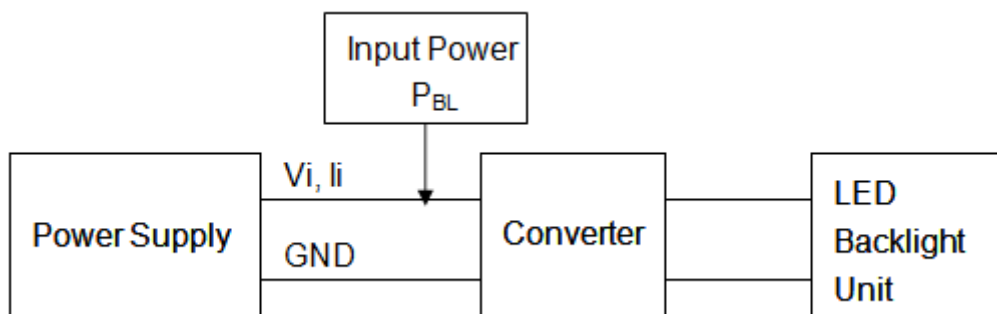 Input Power
PBL
Vi, Ii
Power Supply
GND
Converter
LED
Backlight
Unit